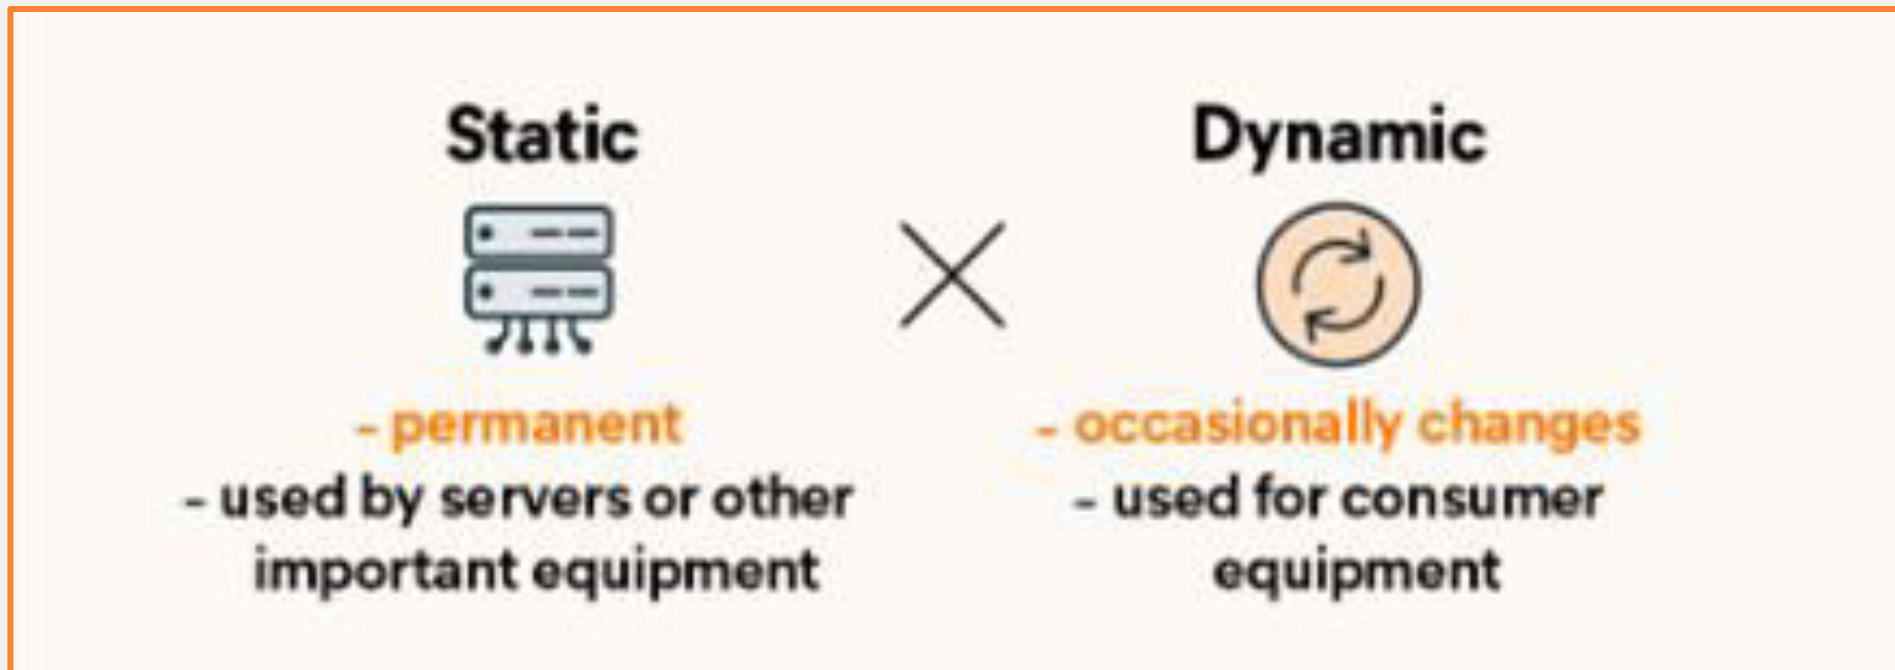 Static
- permanent
- used by servers or other
important equipment
Dynamic
- occasionally changes
- used for consumer
equipment